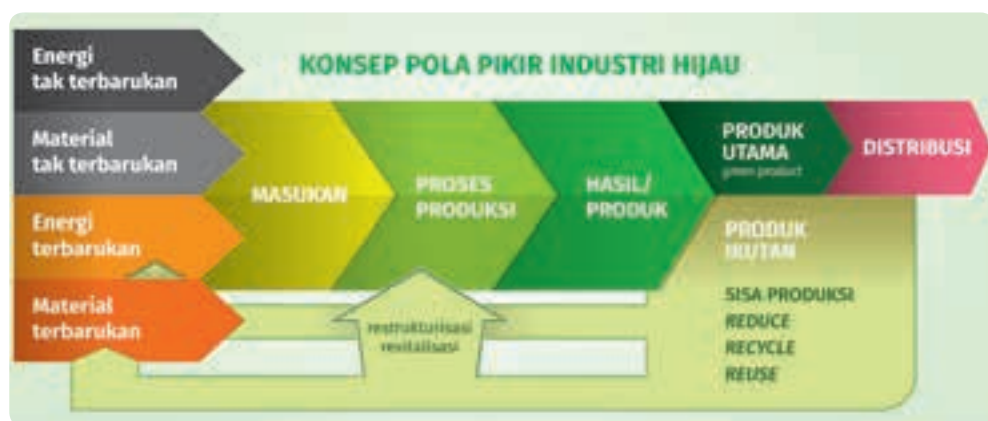 Energi
tak terbarukan
KONSEP POLA PIKIR INDUSTRI HIJAU
Material
tak terbarukan
Energi
terbarukan
Material
terbarukan
MASUKAN
PROSES
PRODUKSI
HASIL/
PRODUK
PRODUK
UTAMA
green product
DISTRIBUSI
PRODUK
IKUTAN
SISA PRODUKSI
REDUCE
RECYCLE
REUSE
restrukturisasi
revitalisasi